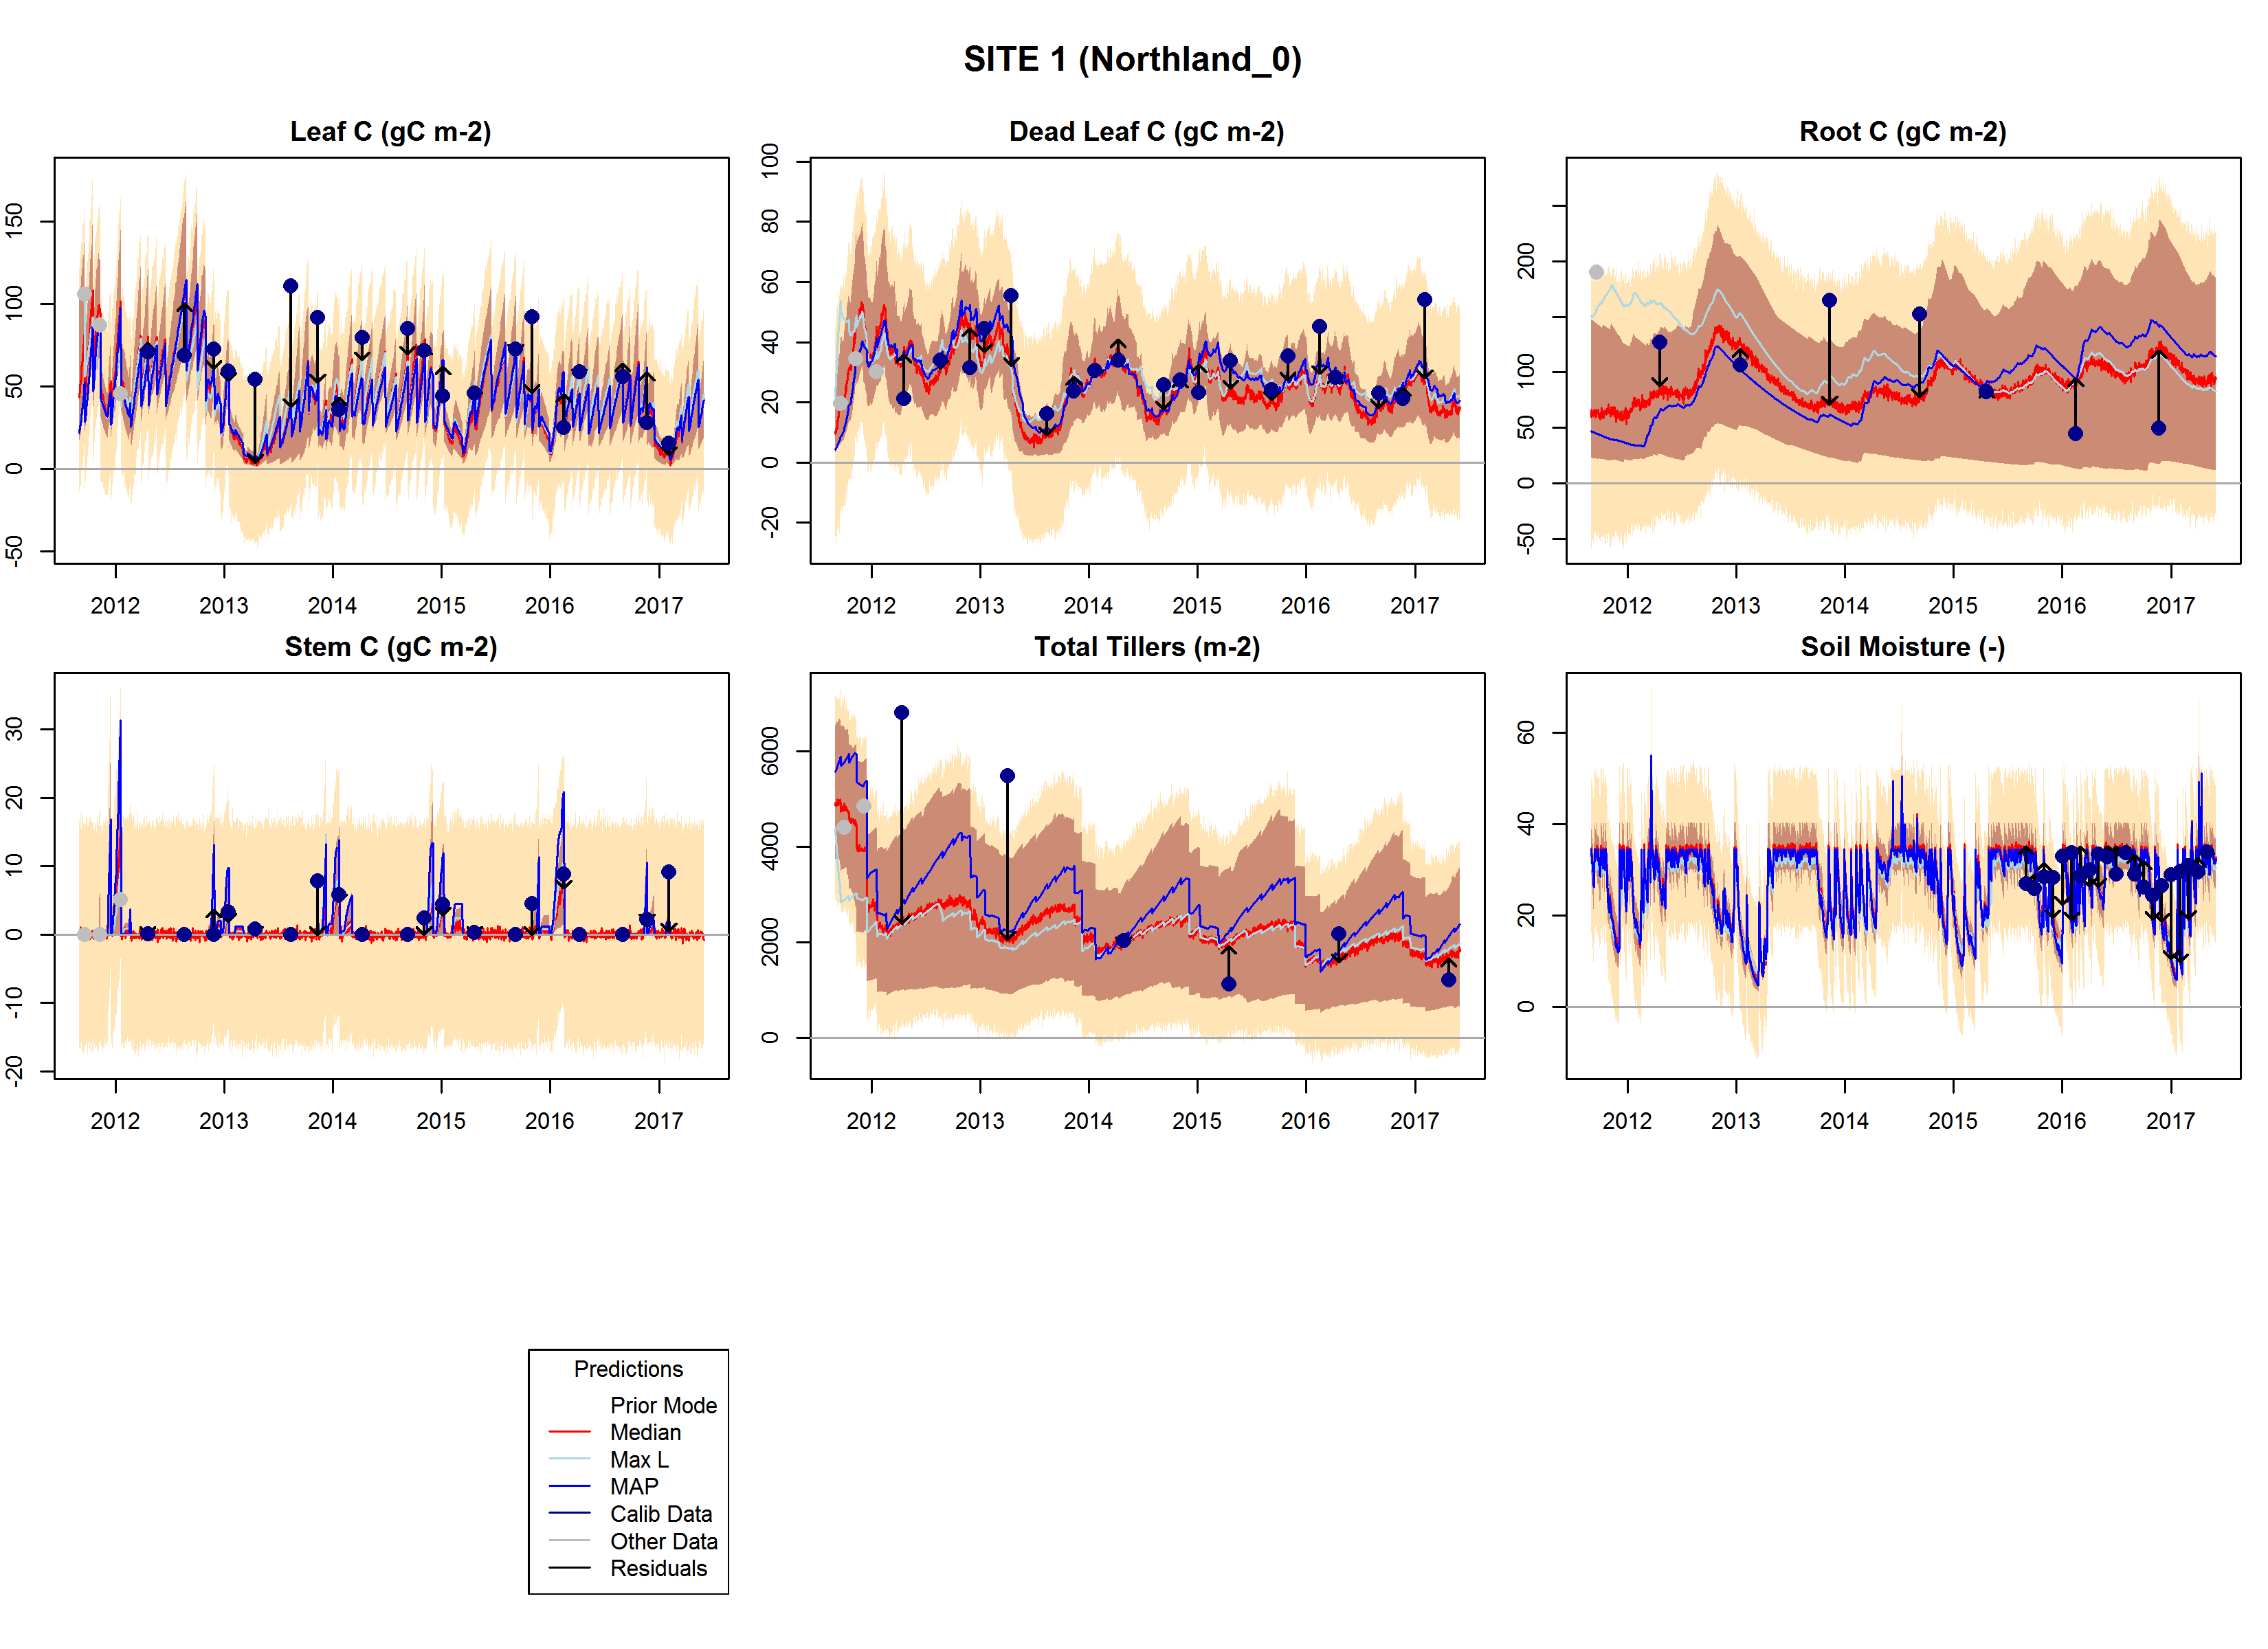 SITE 1 (Northland_0)
Leaf C (gC m-2)
-50 0 50 100 150
2012 2013 2014 2015 2016 2017
Dead Leaf C (gC m-2)
-20 0 20 40 60 80 100
2012 2013 2014 2015 2016 2017
Root C (gC m-2)
-50 0 50 100 200
2012 2013 2014 2015 2016 2017
Stem C (gC m-2)
-20 -10 0 10 20 30
2012 2013 2014 2015 2016 2017
Total Tillers (m-2)
0 2000 4000 6000
2012 2013 2014 2015 2016 2017
Soil Moisture (-)
0 20 40 60
2012 2013 2014 2015 2016 2017
Predictions
Prior Mode
Median
Max L
MAP
Calib Data
Other Data
Residuals